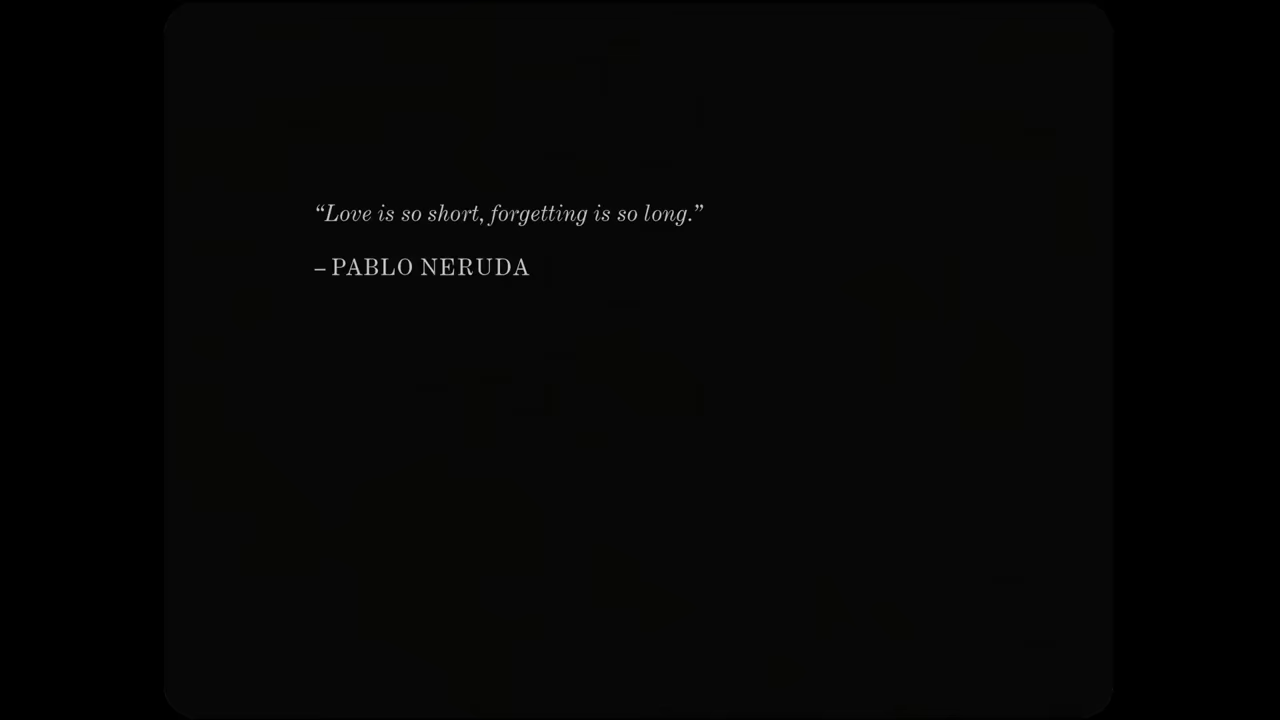 “Love is so short, forgetting is so long.”
– PABLO NERUDA